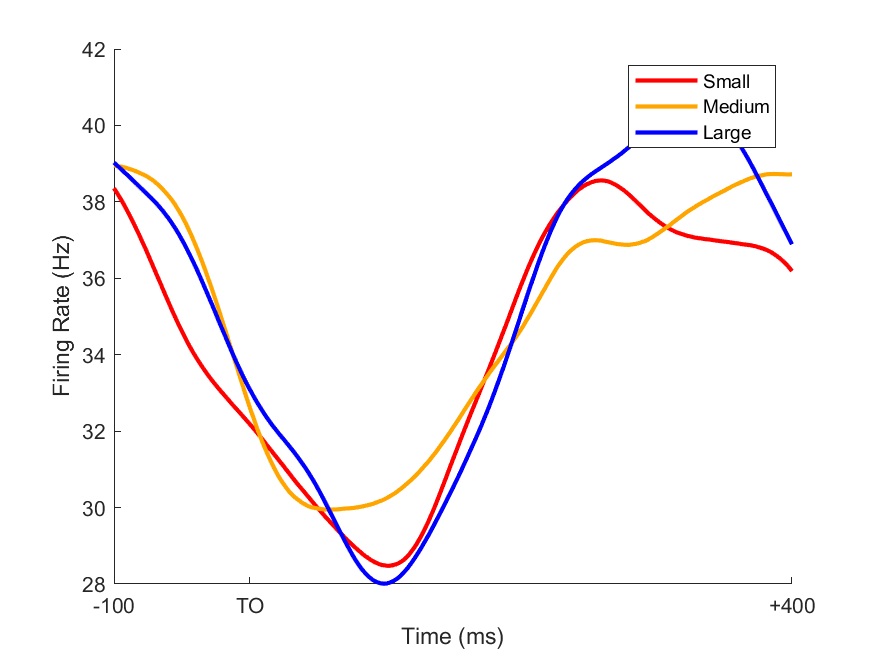 42
40
38
36
34
32
30
28
Firing Rate (Hz)
Small
Medium
Large
-100
TO
+400
Time (ms)